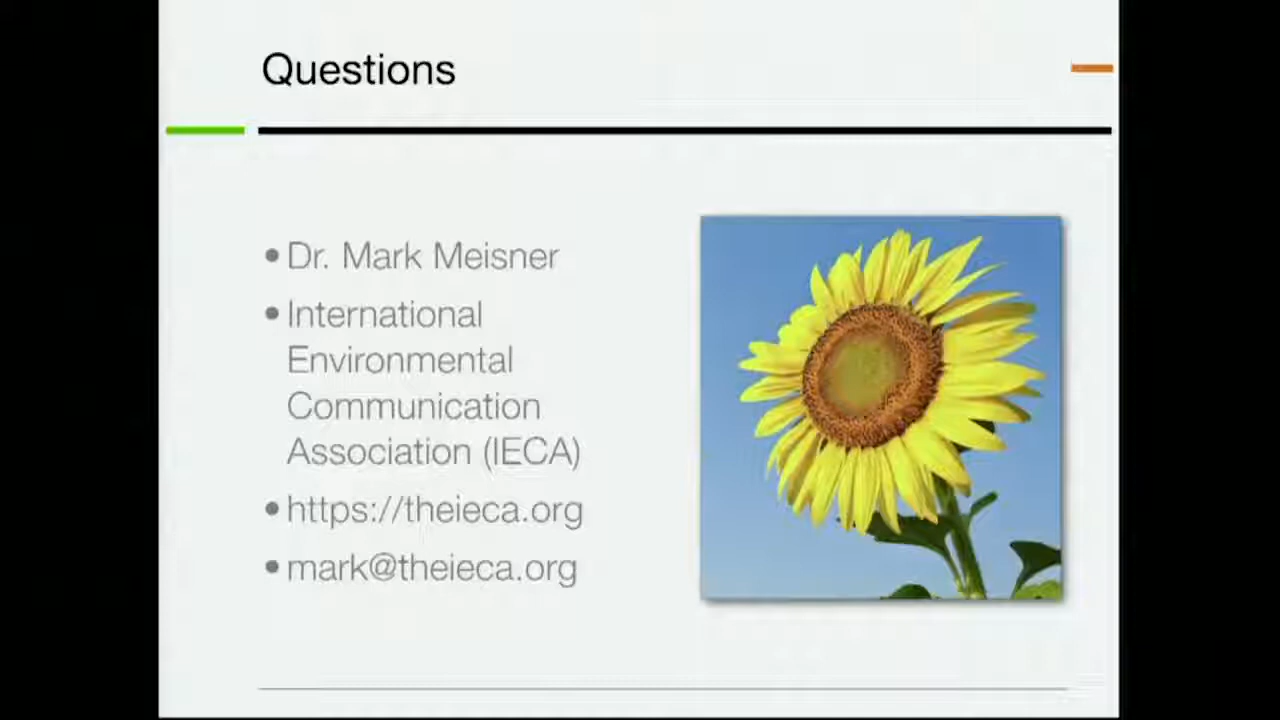 Questions
•Dr. Mark Meisner
•International
Environmental
Communication
Association (IECA)
•https://theieca.org
•mark@theieca.org